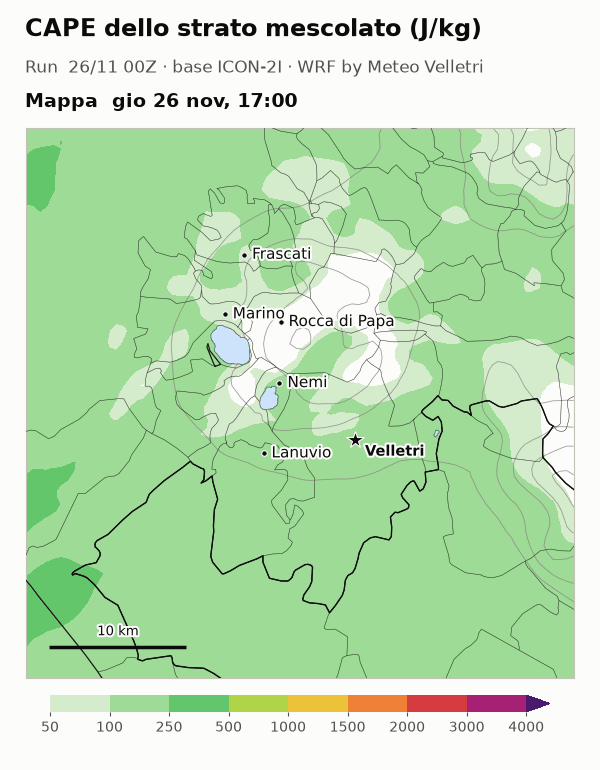 CAPE dello strato mescolato (J/kg)
Run  26/11 00Z · base ICON-2I · WRF by Meteo Velletri
Mappa  gio 26 nov, 17:00
Frascati
Marino
Rocca di Papa
Nemi
Velletri
Lanuvio
10 km
50 100 250 500 1000 1500 2000 3000 4000